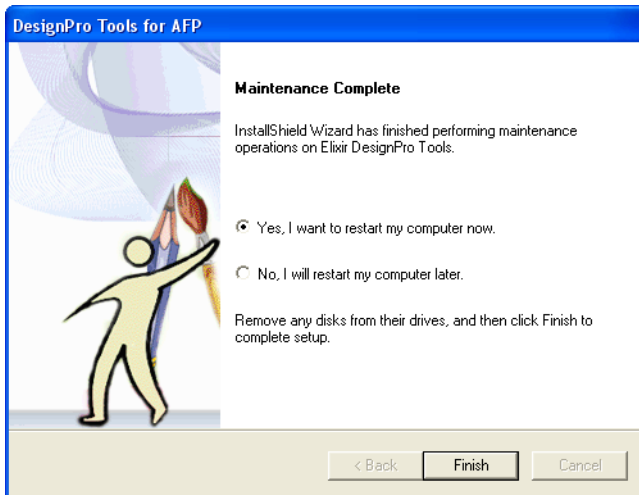 DesignPro Tools for AFP
Maintenance Complete
InstallShield Wizard has finished performing maintenance
operations on Elixir DesignPro Tools.
Yes, I want to restart my computer now.
No, I will restart my computer later.
Remove any disks from their drives, and then click Finish to
complete setup.
< Back Finish Cancel